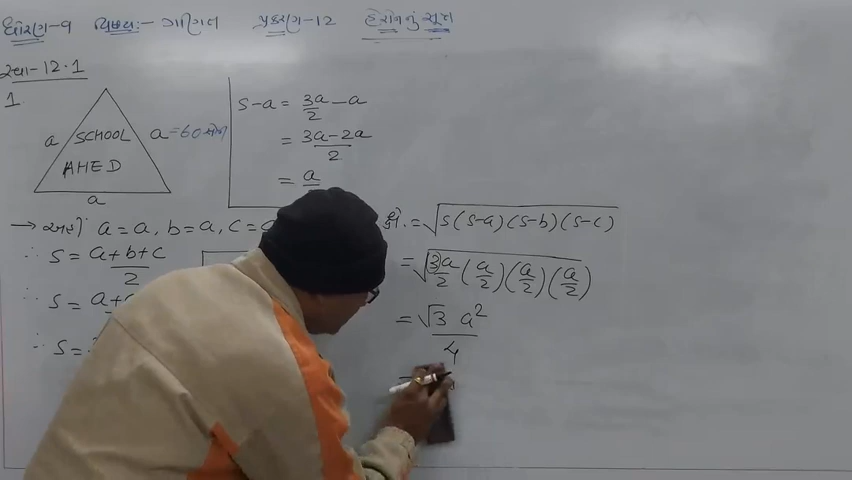 ધોરણ-9 વિષય:- ગણિત પ્રકરણ-12 હેરોનનું સૂત્ર
સ્વા-12.1
1
SCHOOL
AHED
a
a = 60 સેમી
a
s-a = 3a/2 - a
= 3a-2a/2
= a
→ અહીં a = a, b = a, c = a
∴ s = a+b+c/2
∴ s = a+
∴ s =
ક્ષે. = √s(s-a)(s-b)(s-c)
= √3a/2 (a/2)(a/2)(a/2)
= √3 a²/4